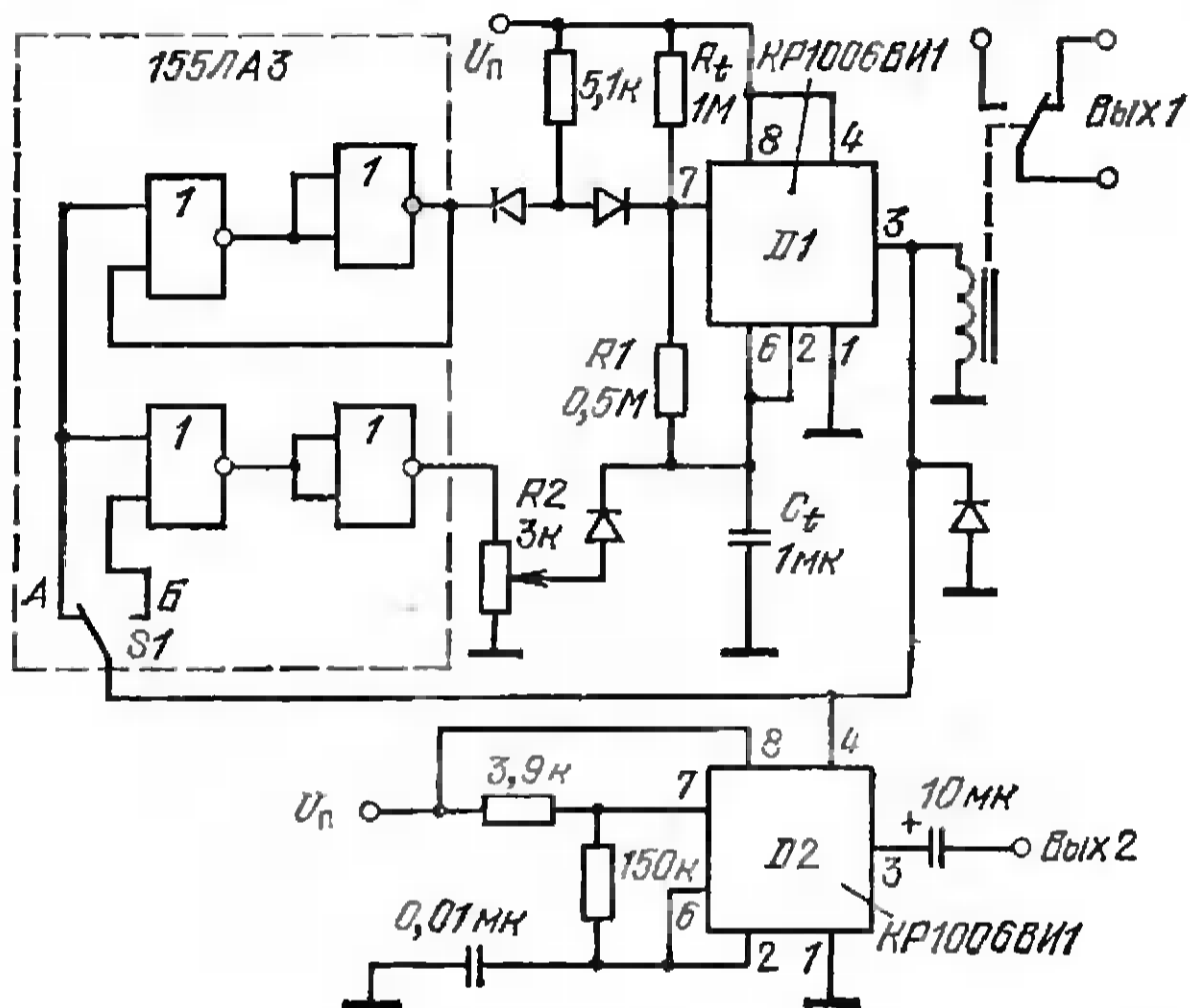 155ЛА3
Uп
5,1к
Rt
1М
КР1006ВИ1
Вых1
8
4
1
1
7
3
D1
6
2
1
R1
0,5М
1
1
R2
3к
Ct
1мк
А
Б
S1
8
4
3,9к
7
10мк
Uп
+
Вых2
D2
3
150к
6
0,01мк
2
1
КР1006ВИ1